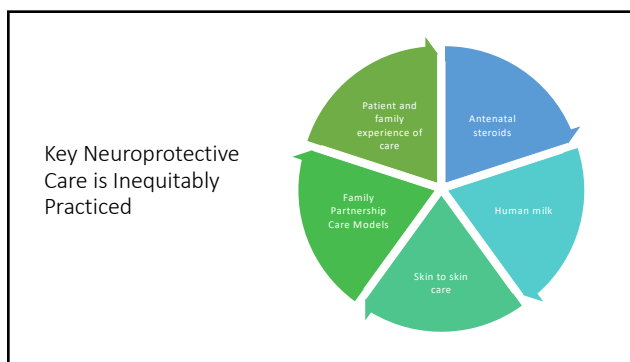 Key Neuroprotective
Care is Inequitably
Practiced
Patient and
family
experience of
care
Antenatal
steroids
Human milk
Skin to skin
care
Family
Partnership
Care Models